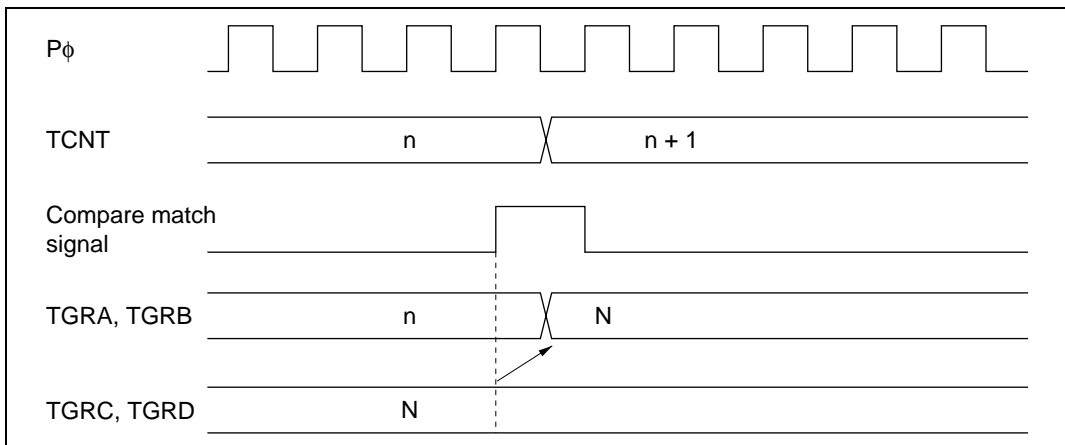 Pϕ
TCNT n n + 1
Compare match
signal
TGRA, TGRB n N
TGRC, TGRD N